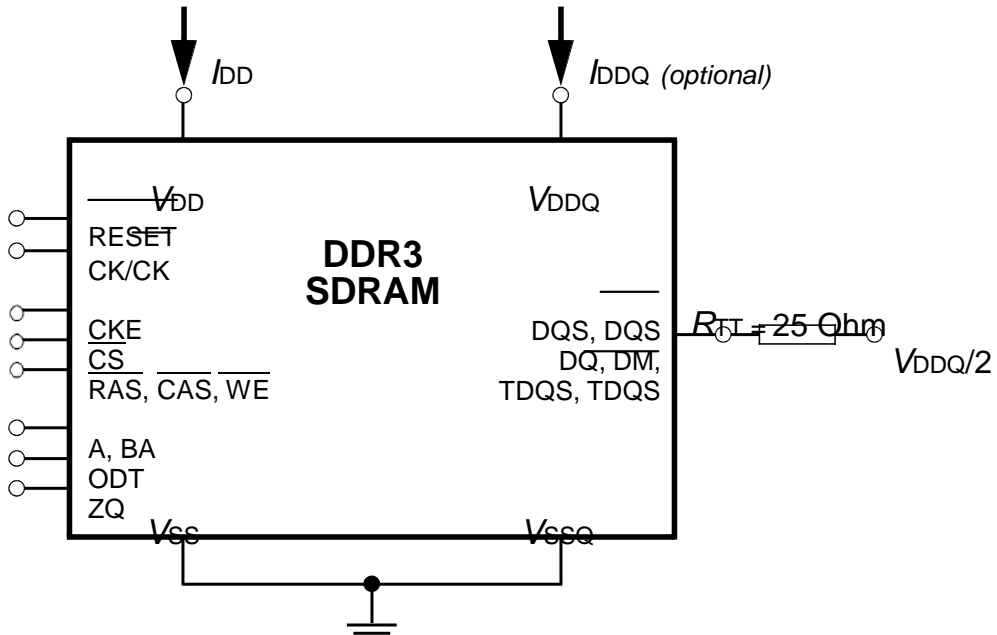 IDD
IDDQ (optional)
VDD
VDDQ
RESET
CK/CK
DDR3
SDRAM
CKE
CS
RAS, CAS, WE
DQS, DQS
DQ, DM,
TDQS, TDQS
RTT = 25 Ohm
VDDQ/2
A, BA
ODT
ZQ
VSS
VSSQ